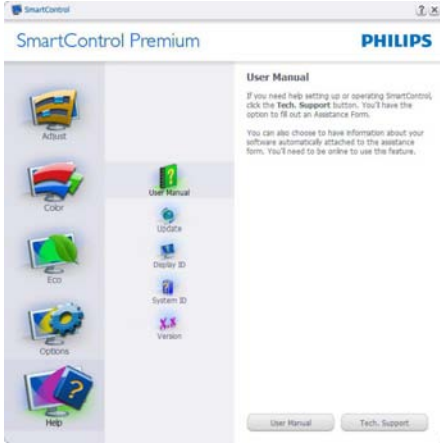 SmartControl
SmartControl Premium
PHILIPS
Adjust
Color
Eco
Options
Help
User Manual
Update
Display ID
System ID
Version
User Manual
If you need help setting up or operating SmartControl,
click the Tech. Support button. You'll have the
option to fill out an Assistance Form.
You can also choose to have information about your
software automatically attached to the assistance
form. You'll need to be online to use this feature.
User Manual
Tech. Support